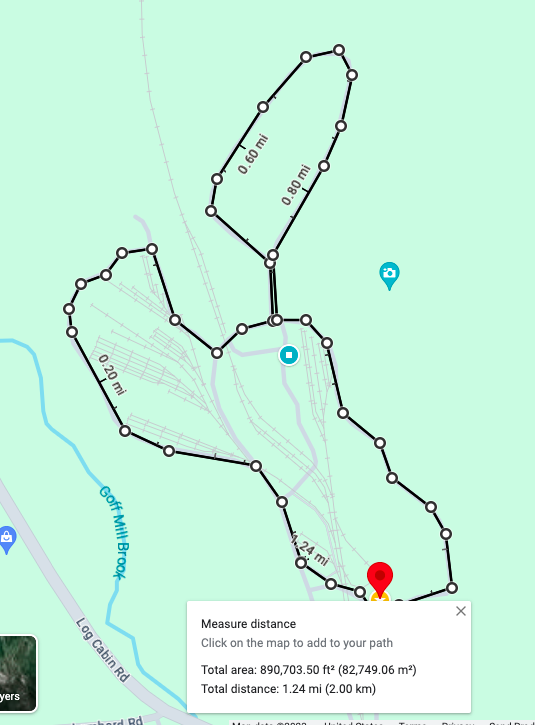 0.60 mi
0.80 mi
0.20 mi
Goff Mill Brook
1.24 mi
Log Cabin Rd
Measure distance
Click on the map to add to your path
Total area: 890,703.50 ft² (82,749.06 m²)
Total distance: 1.24 mi (2.00 km)
yers
Rd